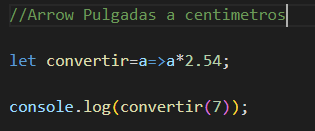 //Arrow Pulgadas a centimetros
let convertir=a=>a*2.54;
console.log(convertir(7));